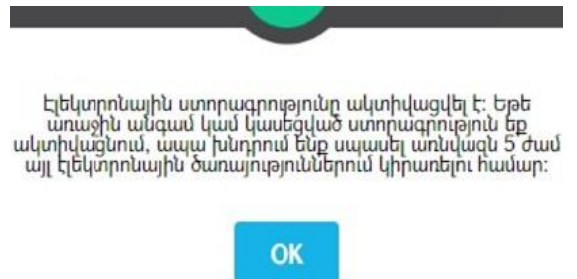 Էլեկտրոնային ստորագրությունը ակտիվացվել է: Եթե
առաջին անգամ կամ կասեցված ստորագրություն եք
ակտիվացնում, ապա խնդրում ենք սպասել առնվազն 5 ժամ
այլ էլեկտրոնային ծառայություններում կիրառելու համար:
OK